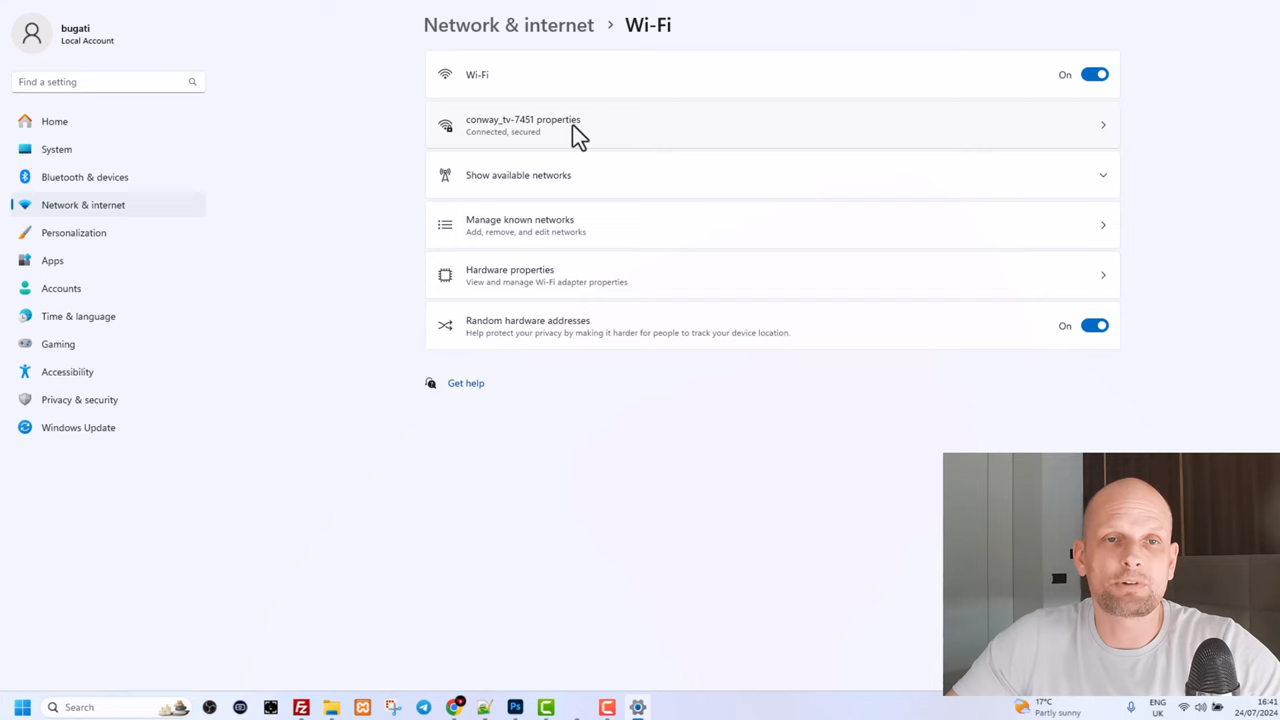 bugati
Local Account
Find a setting
Home
System
Bluetooth & devices
Network & internet
Personalization
Apps
Accounts
Time & language
Gaming
Accessibility
Privacy & security
Windows Update
Network & internet > Wi-Fi
Wi-Fi
On
conway_tv-7451 properties
Connected, secured
Show available networks
Manage known networks
Add, remove, and edit networks
Hardware properties
View and manage Wi-Fi adapter properties
Random hardware addresses
Help protect your privacy by making it harder for people to track your device location.
On
Get help
Search
Fz
Ps
17°C
Partly sunny
ENG
UK
16:41
24/07/2024